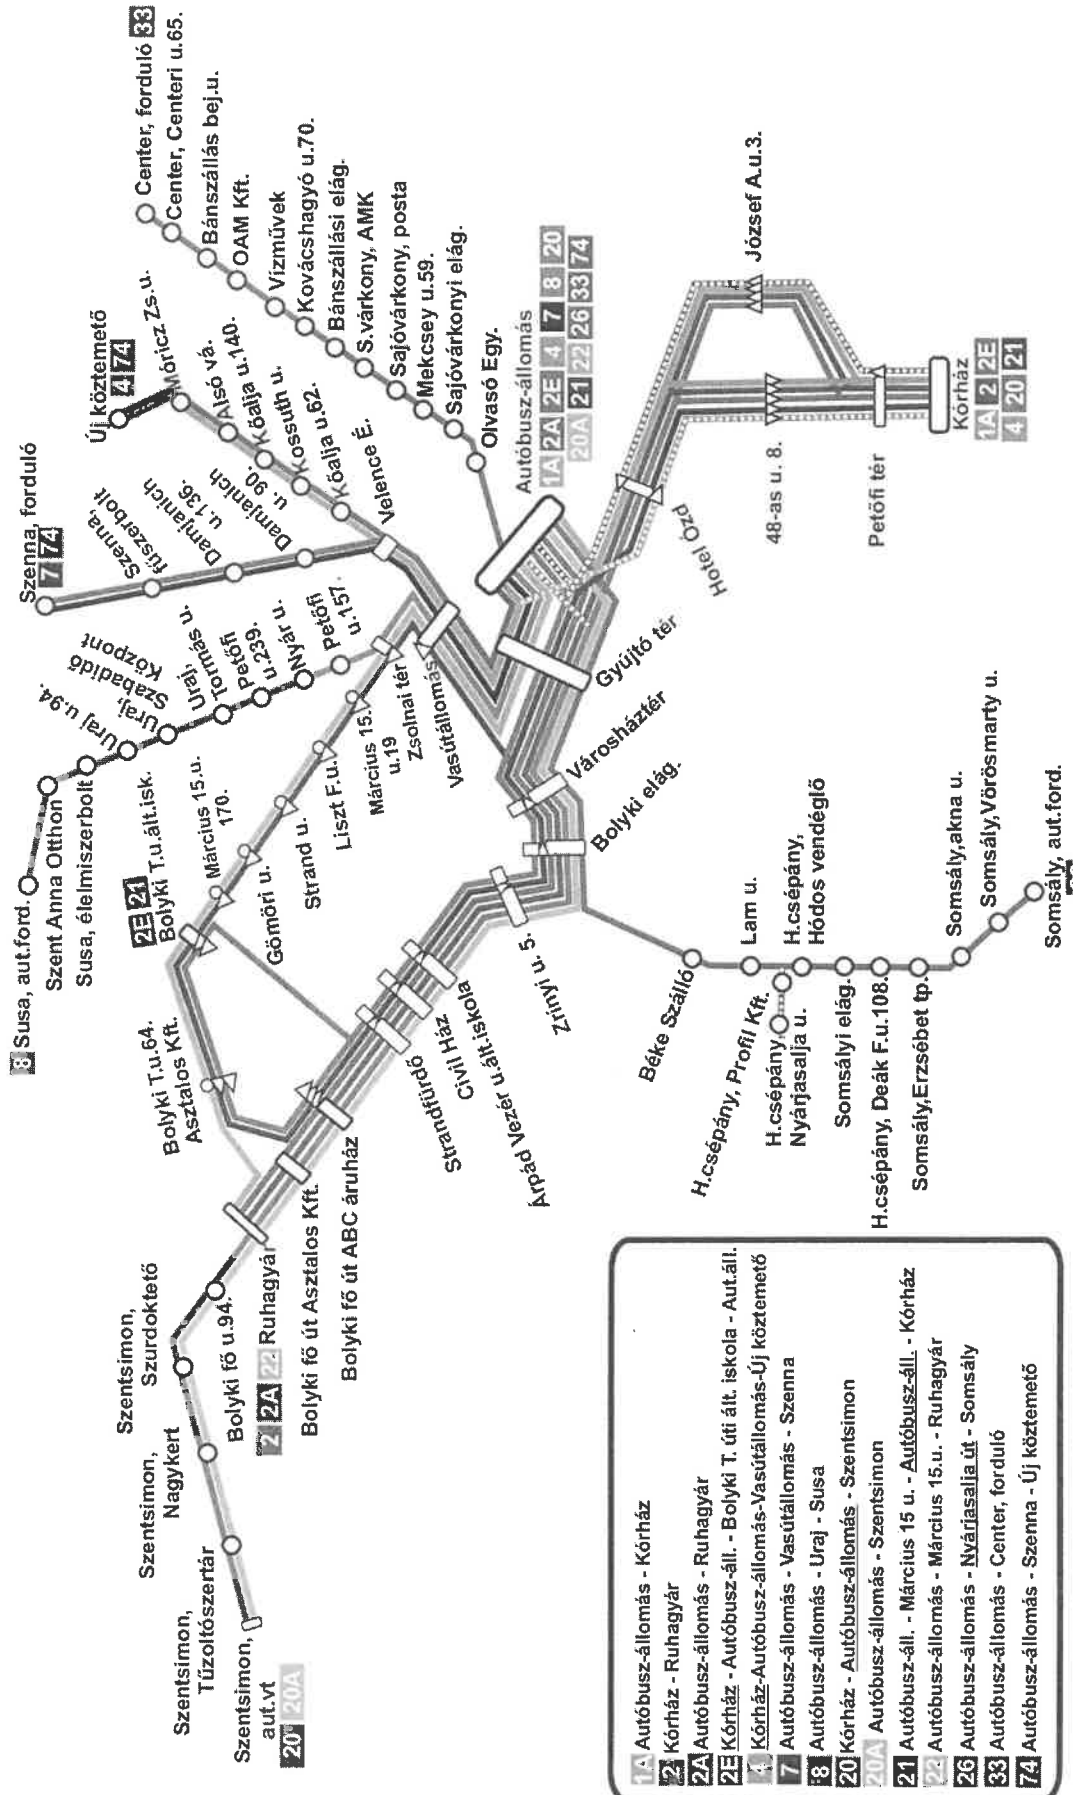 Center, forduló 33
Center, Centeri u.65.
Bánszállás bej.u.
OAM Kft.
Vízművek
Kovácshagyó u.70.
Bánszállási elág.
S.várkony, AMK
Sajóvárkony, posta
Mekcsey u.59.
Sajóvárkonyi elág.
Olvasó Egy.
Új köztemető
4 74
Móricz Zs.u.
Alsó vá.
Kőalja u.140.
Kossuth u.
Kőalja u.62.
Velence É.
Szenna, forduló
7 74
Szenna,
fűszerbolt
Damjanich
u.136.
Damjanich
u. 90.
Autóbusz-állomás
1A 2A 2E 4 7 8 20
20A 21 22 26 33 74
József A.u.3.
48-as u. 8.
Petőfi tér
Kórház
1A 2 2E
4 20 21
Hotel Ózd
Gyújtó tér
Városháztér
Bolyki elág.
Vasútállomás
Zsolnai tér
Március 15.
u.19
Liszt F.u.
Strand u.
Gömöri u.
Március 15.u.
170.
2E 21
Bolyki T.u.ált.isk.
Bolyki T.u.64.
Asztalos Kft.
8 Susa, aut.ford.
Szent Anna Otthon
Susa, élelmiszerbolt
Uraj u.94.
Uraj,
Szabadidő
Központ
Uraj,
Tormás u.
Petőfi
u.239.
Nyár u.
Petőfi
u.157.
Zrínyi u. 5.
Árpád Vezér u.ált.iskola
Civil Ház
Strandfürdő
Bolyki fő út ABC áruház
Bolyki fő út Asztalos Kft.
2 2A 22 Ruhagyár
Bolyki fő u.94.
Szentsimon,
Szurdoktető
Szentsimon,
Nagykert
Szentsimon,
Tűzoltószertár
Szentsimon,
aut.vt
20 20A
Béke Szálló
Lam u.
H.csépány, Profil Kft.
H.csépány,
Hódos vendéglő
H.csépány,
Nyárjasalja u.
Somsályi elág.
H.csépány, Deák F.u.108.
Somsály,Erzsébet tp.
Somsály,akna u.
Somsály,Vörösmarty u.
Somsály, aut.ford.
1A Autóbusz-állomás - Kórház
2 Kórház - Ruhagyár
2A Autóbusz-állomás - Ruhagyár
2E Kórház - Autóbusz-áll. - Bolyki T. úti ált. iskola - Aut.áll.
4 Kórház-Autóbusz-állomás-Vasútállomás-Új köztemető
7 Autóbusz-állomás - Vasútállomás - Szenna
8 Autóbusz-állomás - Uraj - Susa
20 Kórház - Autóbusz-állomás - Szentsimon
20A Autóbusz-állomás - Szentsimon
21 Autóbusz-áll. - Március 15 u. - Autóbusz-áll. - Kórház
22 Autóbusz-állomás - Március 15.u. - Ruhagyár
26 Autóbusz-állomás - Nyárjasalja út - Somsály
33 Autóbusz-állomás - Center, forduló
74 Autóbusz-állomás - Szenna - Új köztemető